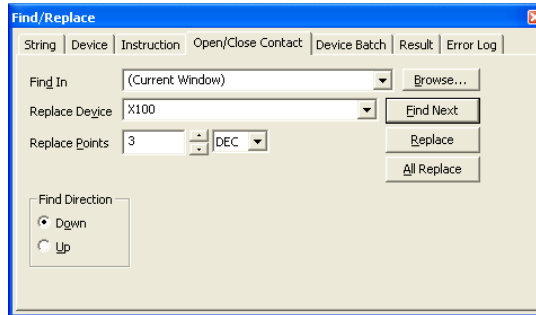 Find/Replace
String Device Instruction Open/Close Contact Device Batch Result Error Log
Find In (Current Window) Browse...
Replace Device X100 Find Next
Replace Points 3 DEC Replace
All Replace
Find Direction
Down
Up